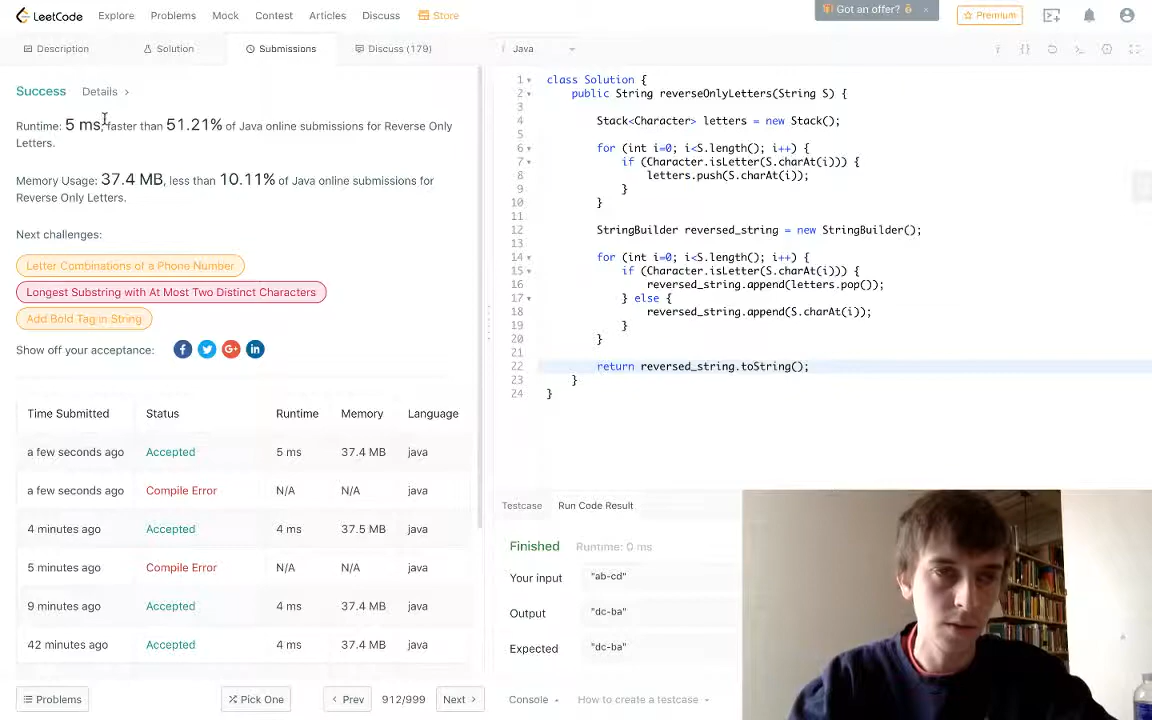 LeetCode Explore Problems Mock Contest Articles Discuss Store Got an offer? × Premium
Description Solution Submissions Discuss (179) Java
Success Details
Runtime: 5 ms, faster than 51.21% of Java online submissions for Reverse Only
Letters.
Memory Usage: 37.4 MB, less than 10.11% of Java online submissions for
Reverse Only Letters.
Next challenges:
Letter Combinations of a Phone Number
Longest Substring with At Most Two Distinct Characters
Add Bold Tag in String
Show off your acceptance:
Time Submitted Status Runtime Memory Language
a few seconds ago Accepted 5 ms 37.4 MB java
a few seconds ago Compile Error N/A N/A java
4 minutes ago Accepted 4 ms 37.5 MB java
5 minutes ago Compile Error N/A N/A java
9 minutes ago Accepted 4 ms 37.4 MB java
42 minutes ago Accepted 4 ms 37.4 MB java
Problems Pick One < Prev 912/999 Next >
1 class Solution {
2 public String reverseOnlyLetters(String S) {
3
4 Stack<Character> letters = new Stack();
5
6 for (int i=0; i<S.length(); i++) {
7 if (Character.isLetter(S.charAt(i))) {
8 letters.push(S.charAt(i));
9 }
10 }
11
12 StringBuilder reversed_string = new StringBuilder();
13
14 for (int i=0; i<S.length(); i++) {
15 if (Character.isLetter(S.charAt(i))) {
16 reversed_string.append(letters.pop());
17 } else {
18 reversed_string.append(S.charAt(i));
19 }
20 }
21
22 return reversed_string.toString();
23 }
24 }
Testcase Run Code Result
Finished Runtime: 0 ms
Your input "ab-cd"
Output "dc-ba"
Expected "dc-ba"
Console How to create a testcase